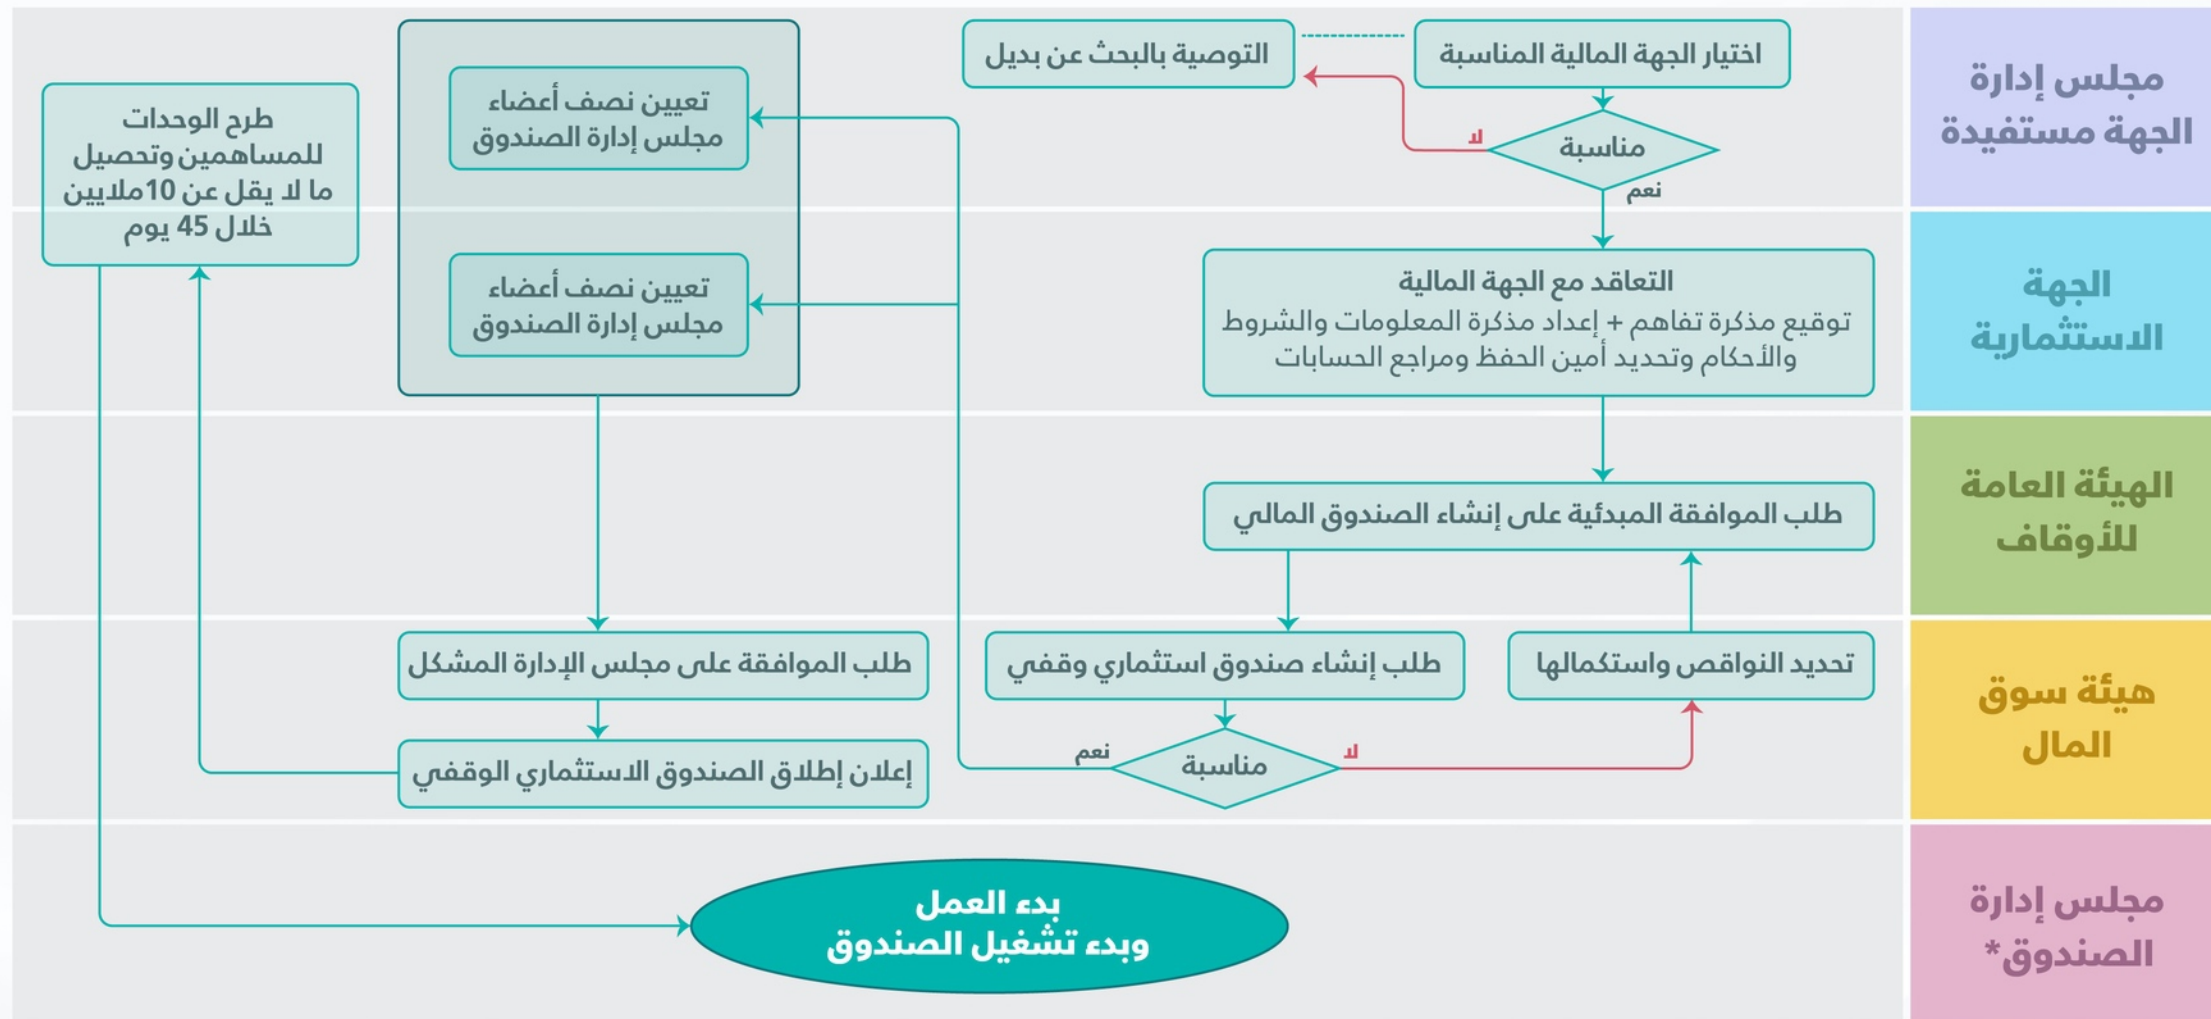 مجلس إدارة
الجهة مستفيدة
اختيار الجهة المالية المناسبة
التوصية بالبحث عن بديل
مناسبة
لا
نعم
تعيين نصف أعضاء
مجلس إدارة الصندوق
طرح الوحدات
للمساهمين وتحصيل
ما لا يقل عن 10ملايين
خلال 45 يوم
الجهة
الاستثمارية
التعاقد مع الجهة المالية
توقيع مذكرة تفاهم + إعداد مذكرة المعلومات والشروط
والأحكام وتحديد أمين الحفظ ومراجع الحسابات
تعيين نصف أعضاء
مجلس إدارة الصندوق
الهيئة العامة
للأوقاف
طلب الموافقة المبدئية على إنشاء الصندوق المالي
هيئة سوق
المال
تحديد النواقص واستكمالها
طلب إنشاء صندوق استثماري وقفي
طلب الموافقة على مجلس الإدارة المشكل
لا
مناسبة
نعم
إعلان إطلاق الصندوق الاستثماري الوقفي
مجلس إدارة
الصندوق*
بدء العمل
وبدء تشغيل الصندوق